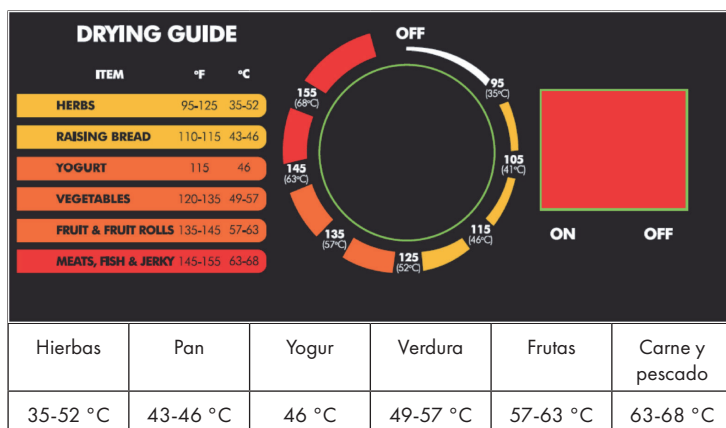 DRYING GUIDE
ITEM °F °C
HERBS 95-125 35-52
RAISING BREAD 110-115 43-46
YOGURT 115 46
VEGETABLES 120-135 49-57
FRUIT & FRUIT ROLLS 135-145 57-63
MEATS, FISH & JERKY 145-155 63-68
OFF
95
(35°C)
105
(41°C)
115
(46°C)
125
(52°C)
135
(57°C)
145
(63°C)
155
(68°C)
ON OFF
Hierbas Pan Yogur Verdura Frutas Carne y
pescado
35-52 °C 43-46 °C 46 °C 49-57 °C 57-63 °C 63-68 °C